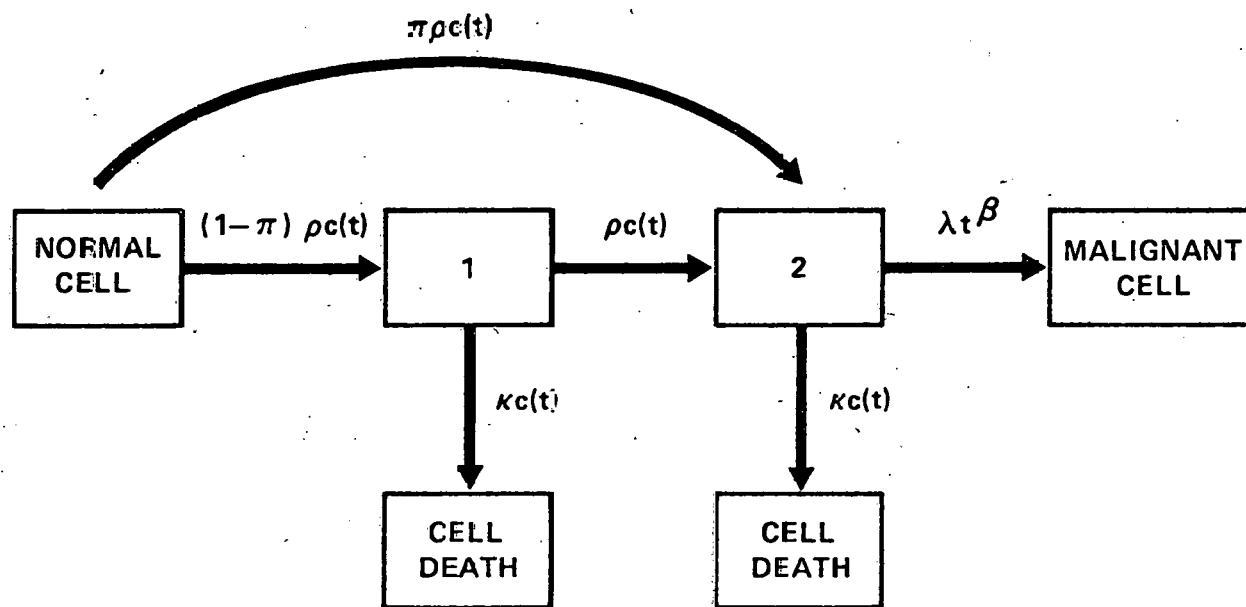 πρc(t)
NORMAL
CELL
(1−π) ρc(t)
1
ρc(t)
2
λt^β
MALIGNANT
CELL
κc(t)
κc(t)
CELL
DEATH
CELL
DEATH